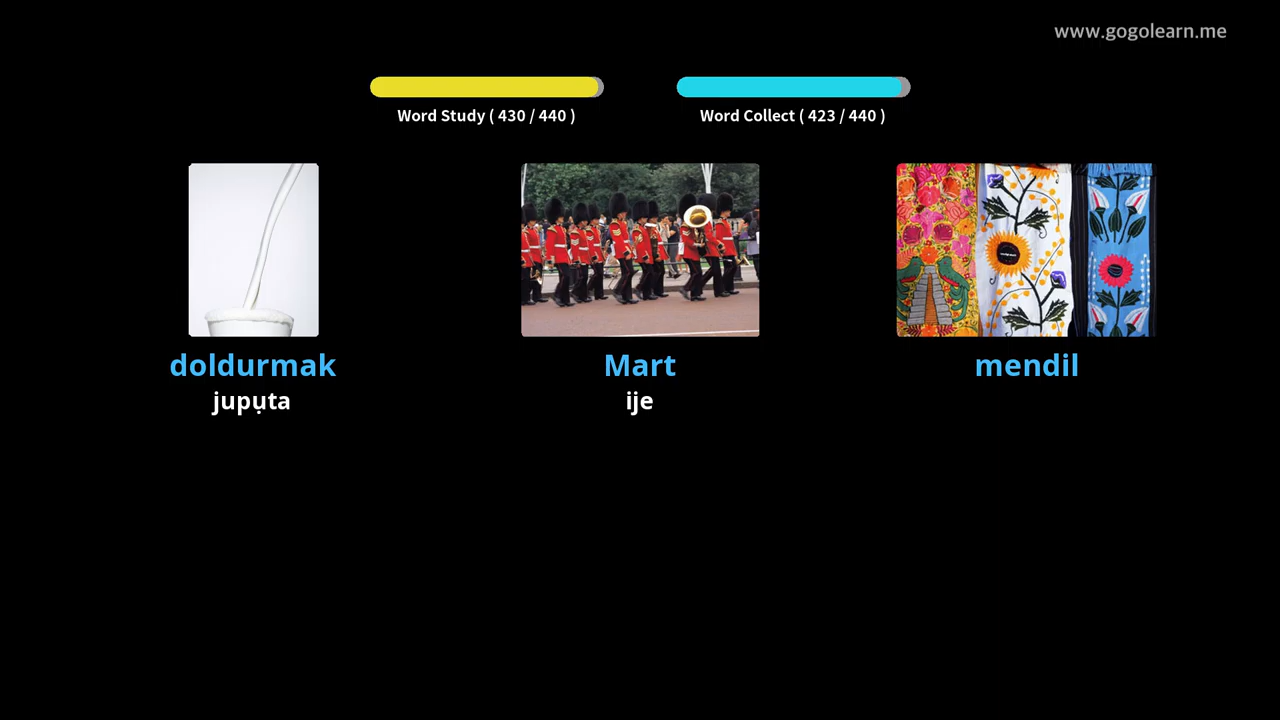 www.gogolearn.me
Word Study ( 430 / 440 )
Word Collect ( 423 / 440 )
doldurmak
Mart
mendil
jupụta
ije